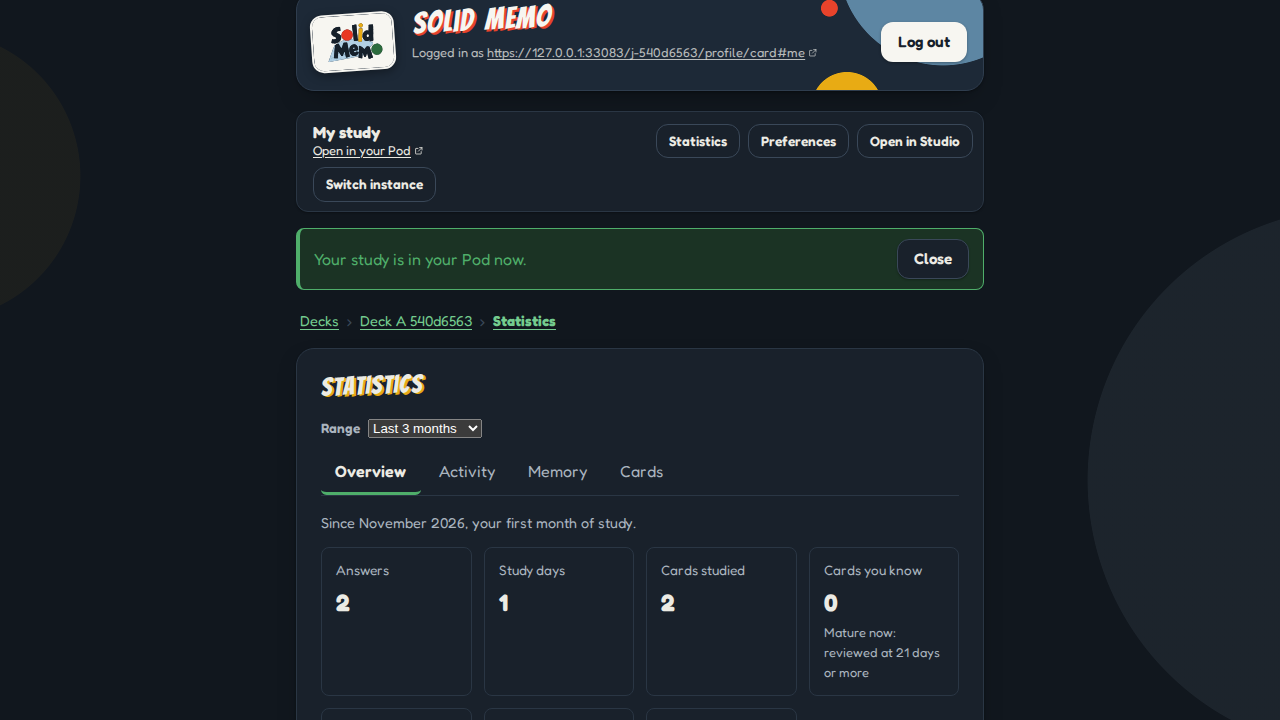 Solid Memo
SOLID MEMO
Logged in as https://127.0.0.1:33083/j-540d6563/profile/card#me
Log out
My study
Open in your Pod
Statistics
Preferences
Open in Studio
Switch instance
Your study is in your Pod now.
Close
Decks › Deck A 540d6563 › Statistics
STATISTICS
Range Last 3 months
Overview Activity Memory Cards
Since November 2026, your first month of study.
Answers
2
Study days
1
Cards studied
2
Cards you know
0
Mature now:
reviewed at 21 days
or more